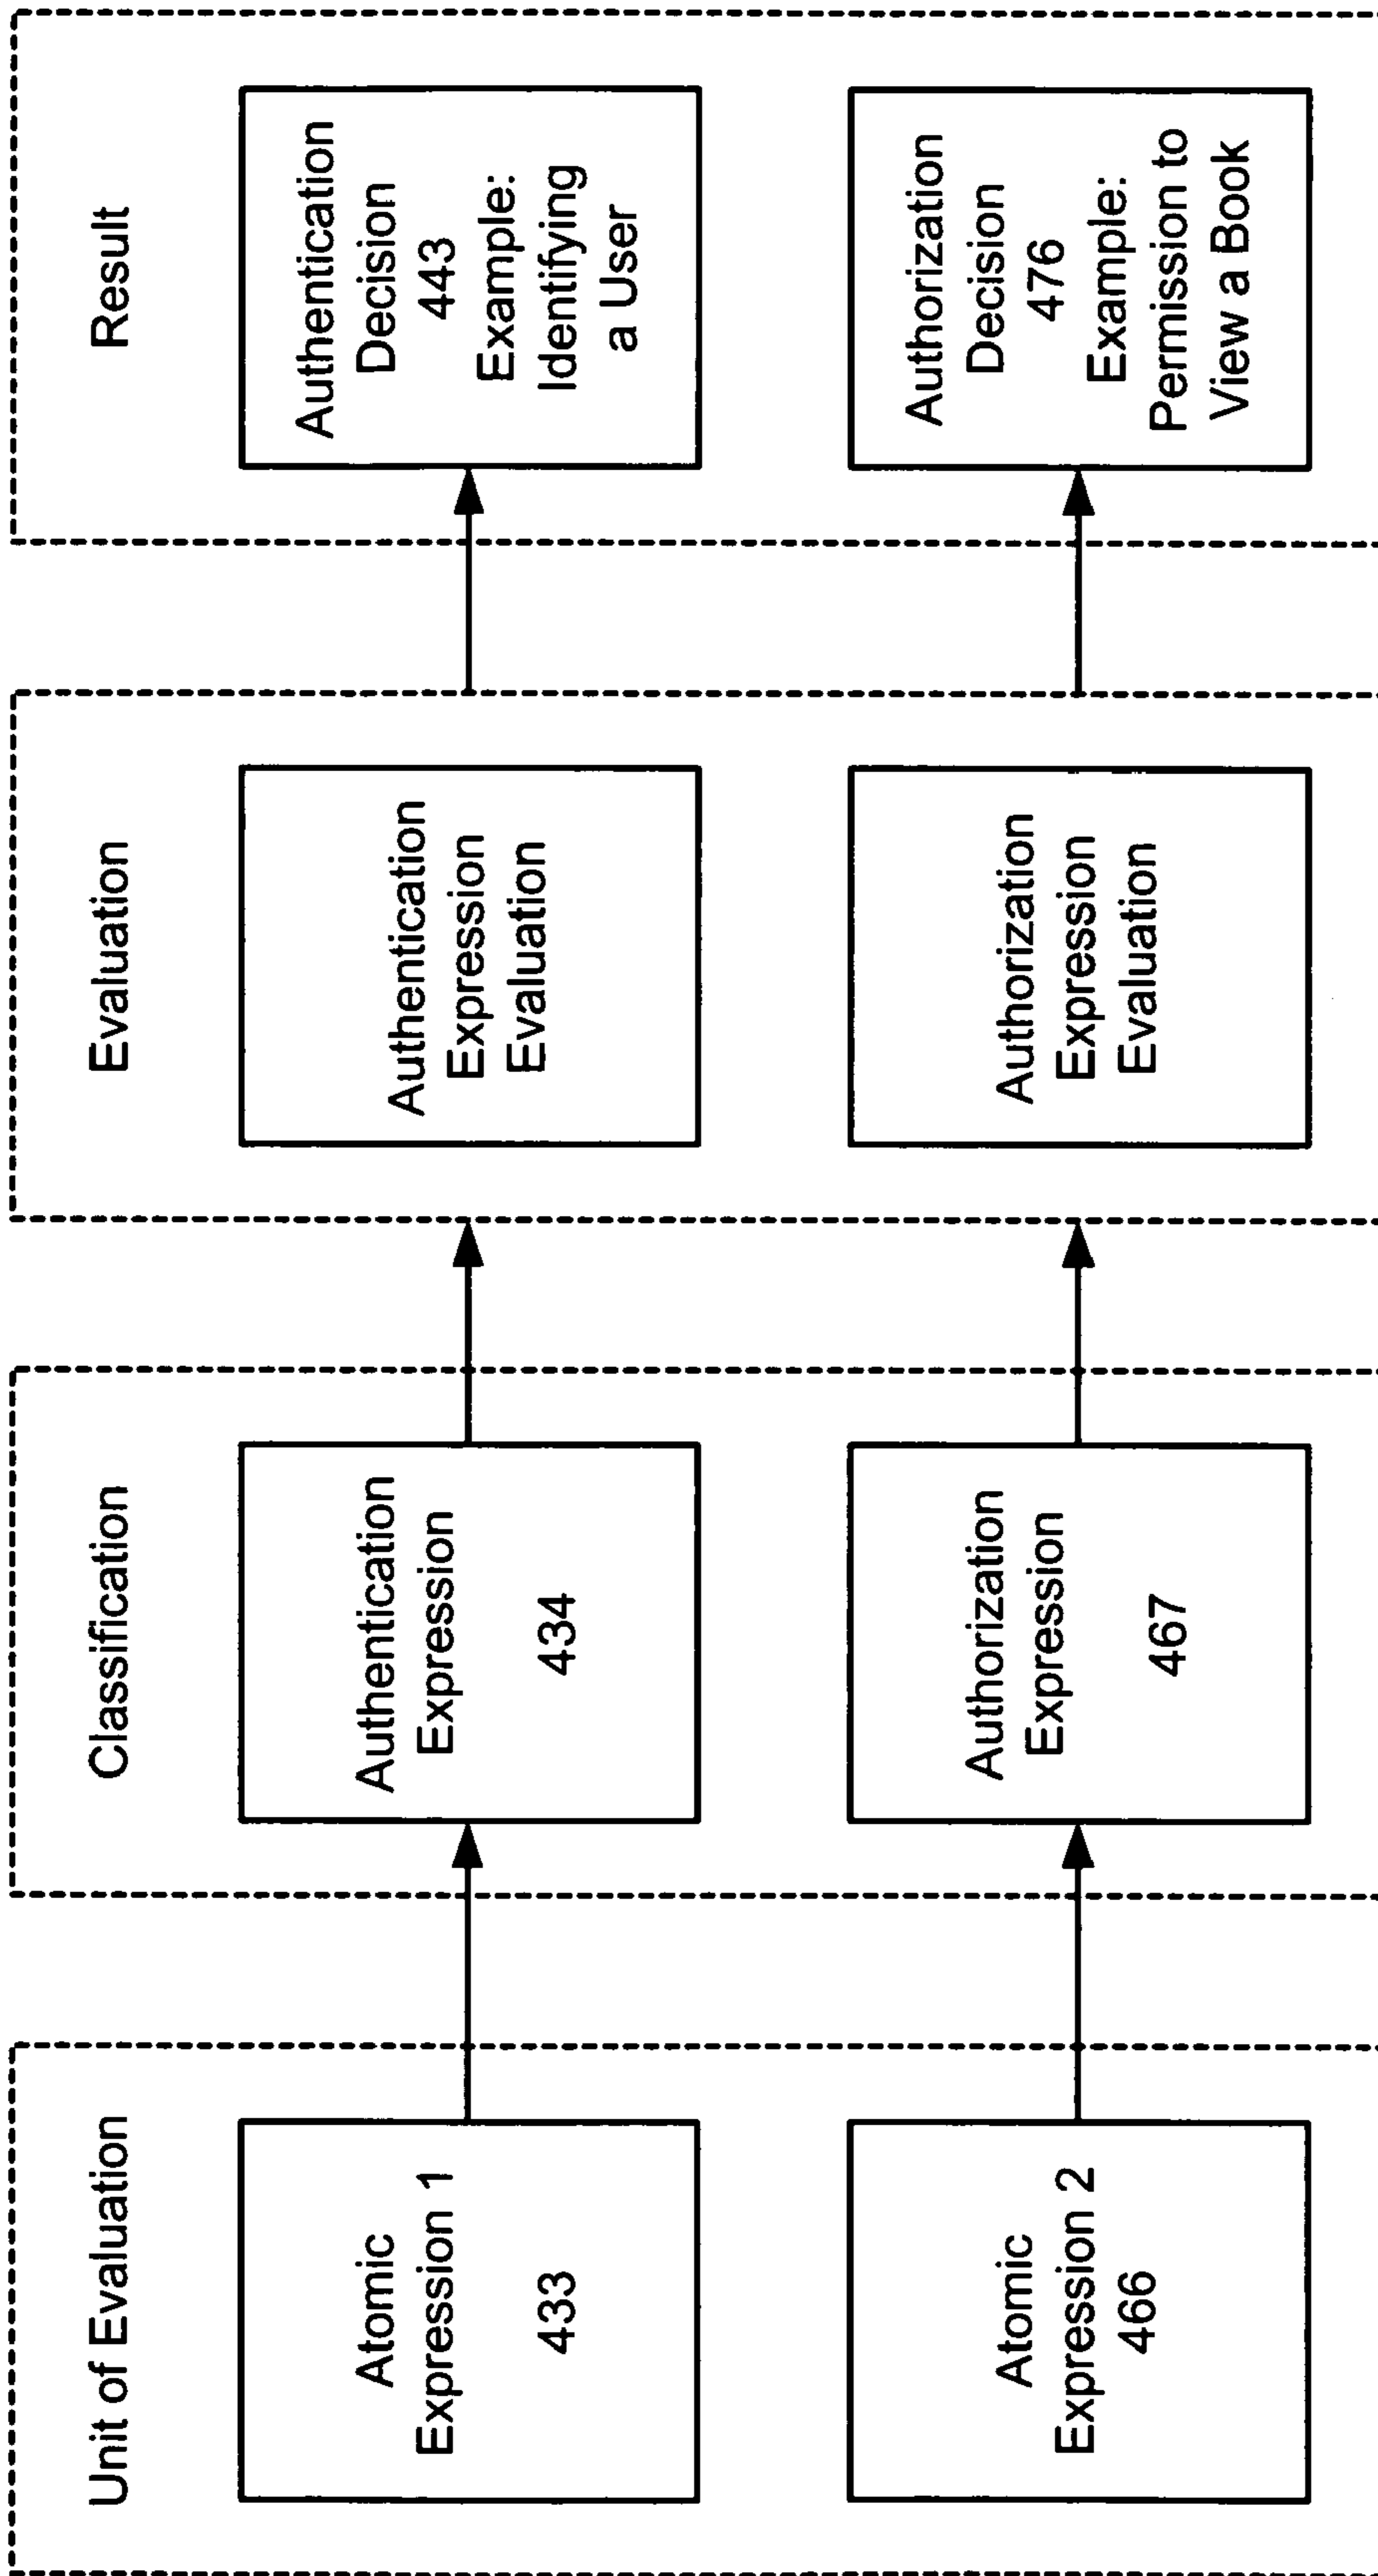 Unit of Evaluation
Atomic
Expression 1
433
Atomic
Expression 2
466
Classification
Authentication
Expression
434
Authorization
Expression
467
Evaluation
Authentication
Expression
Evaluation
Authorization
Expression
Evaluation
Result
Authentication
Decision
443
Example:
Identifying
a User
Authorization
Decision
476
Example:
Permission to
View a Book